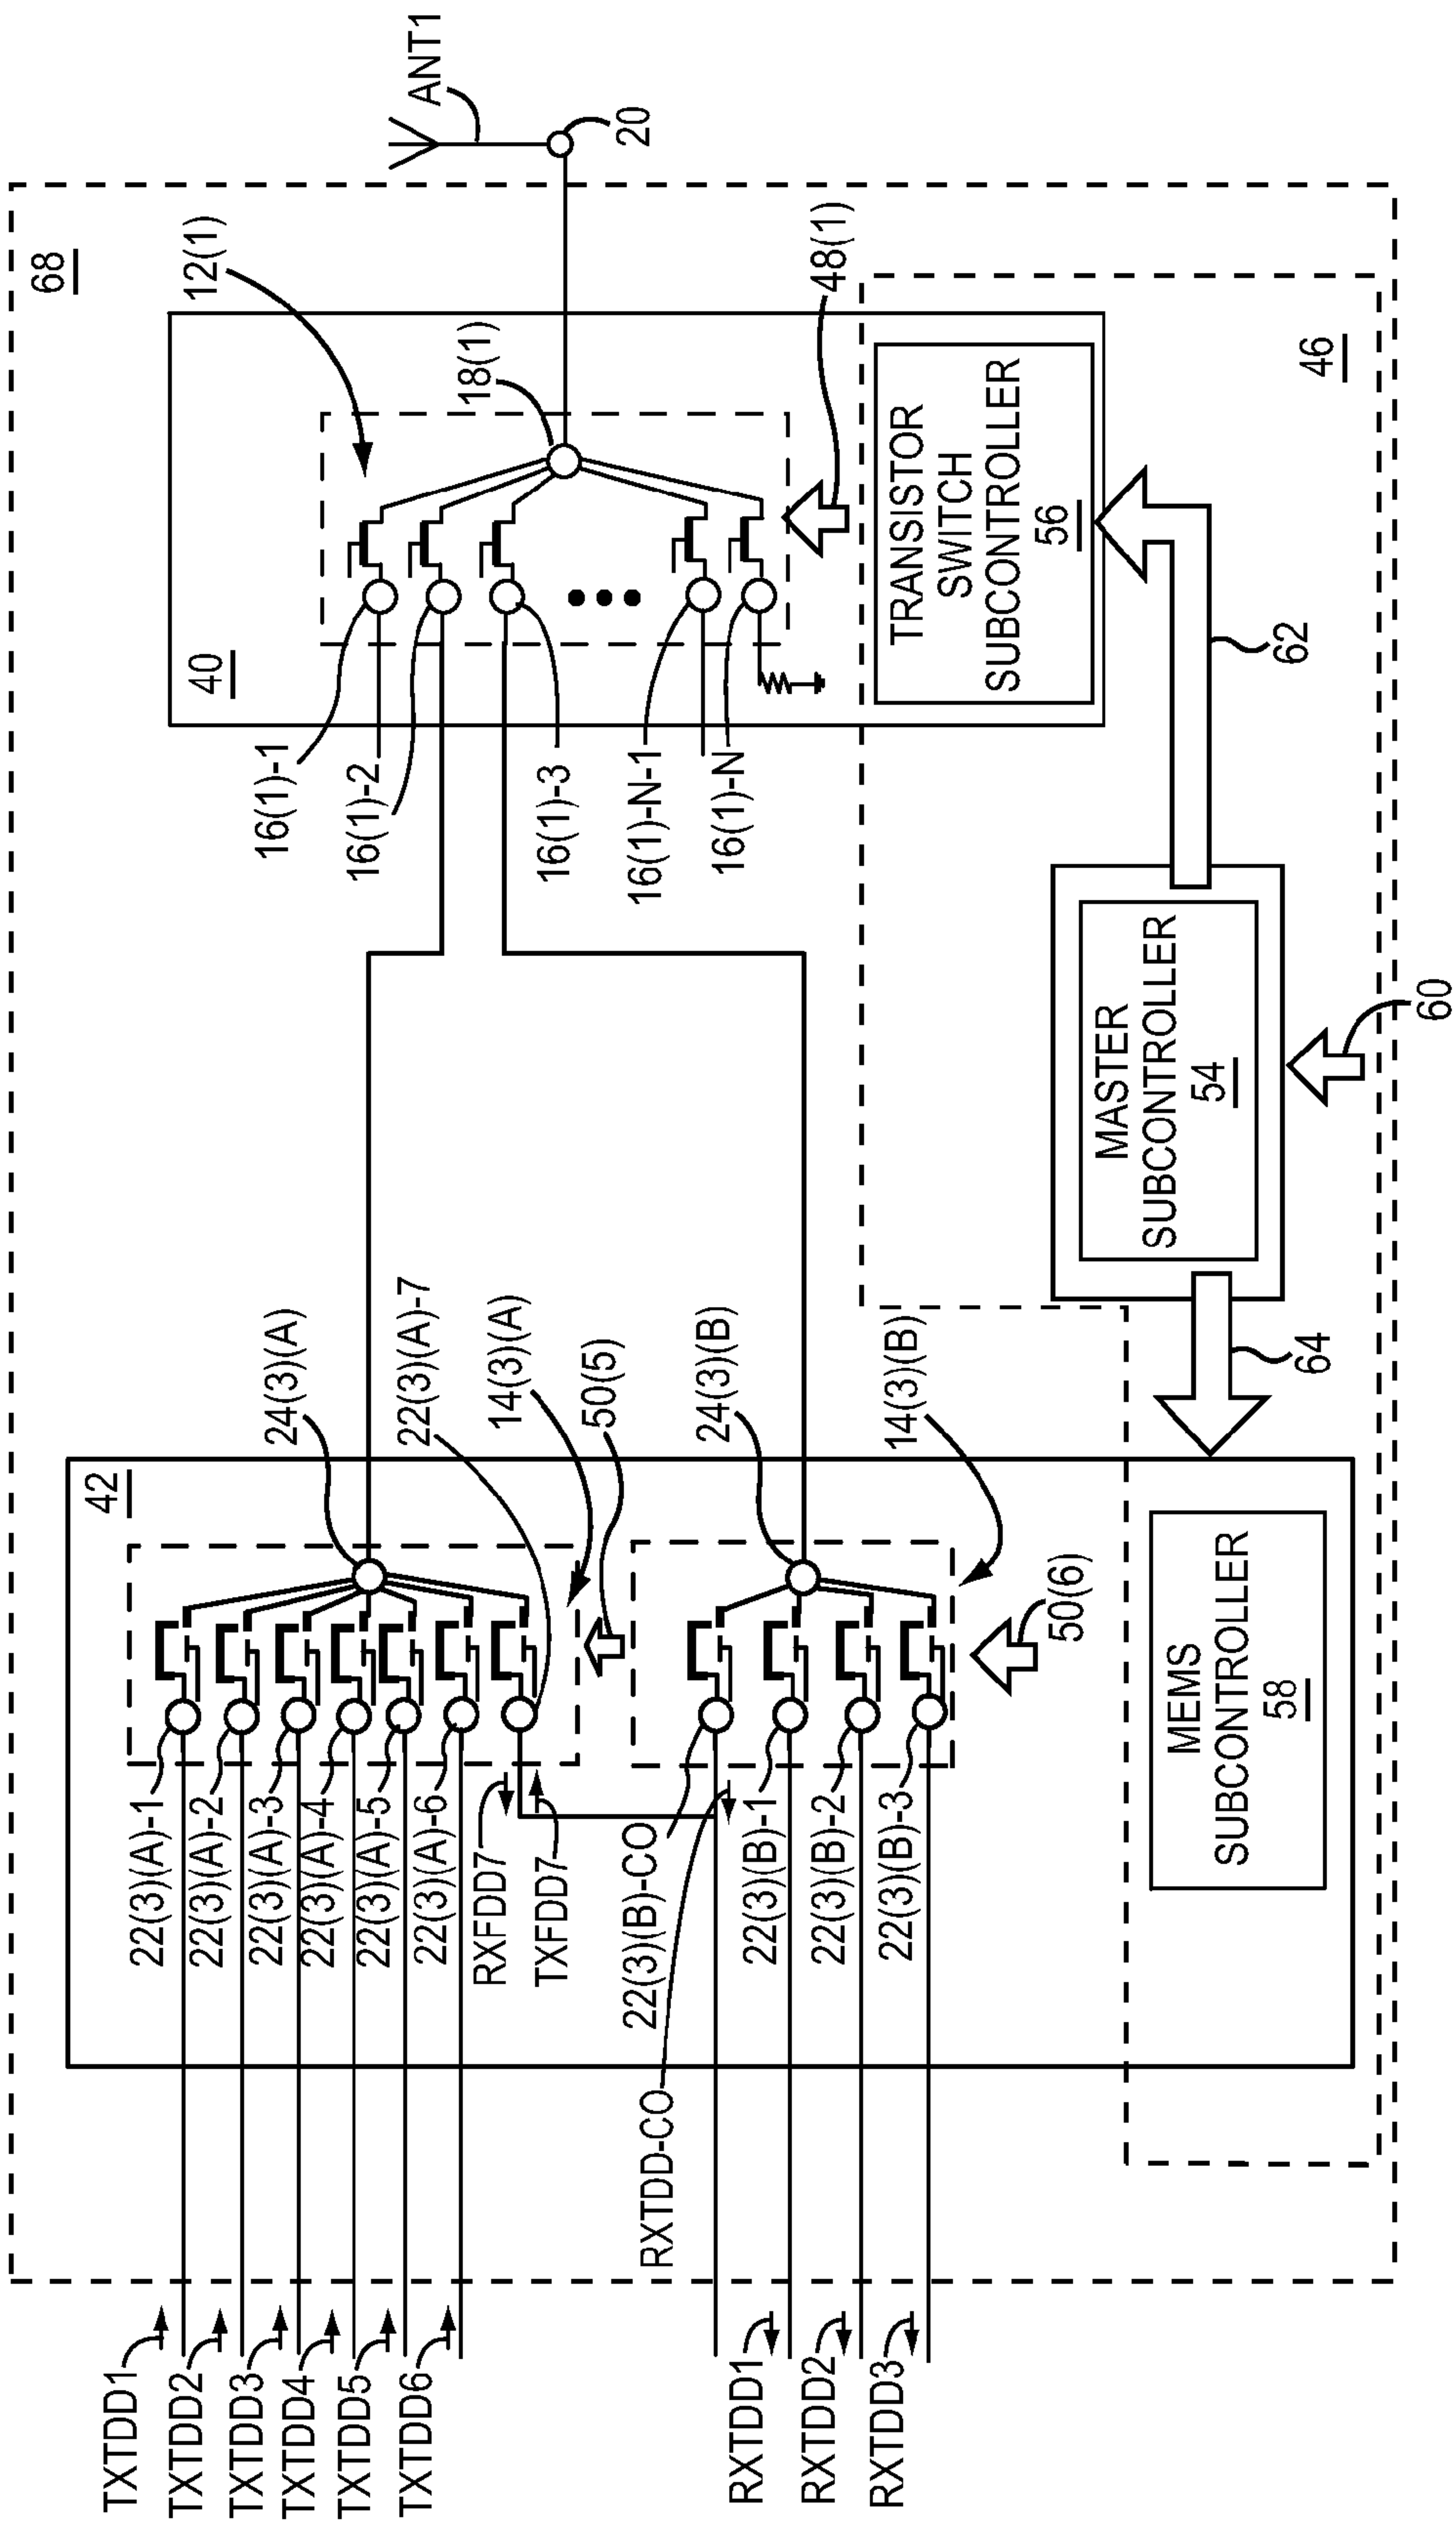 68
ANT1
20
12(1)
18(1)
48(1)
40
TRANSISTOR
SWITCH
SUBCONTROLLER
56
46
16(1)-1
16(1)-2
16(1)-3
16(1)-N-1
16(1)-N
62
MASTER
SUBCONTROLLER
54
60
64
24(3)(A)
22(3)(A)-7
14(3)(A)
50(5)
24(3)(B)
14(3)(B)
42
50(6)
MEMS
SUBCONTROLLER
58
22(3)(A)-1
22(3)(A)-2
22(3)(A)-3
22(3)(A)-4
22(3)(A)-5
22(3)(A)-6
RXFDD7
TXFDD7
22(3)(B)-CO
22(3)(B)-1
22(3)(B)-2
22(3)(B)-3
RXTDD-CO
TXTDD1
TXTDD2
TXTDD3
TXTDD4
TXTDD5
TXTDD6
RXTDD1
RXTDD2
RXTDD3